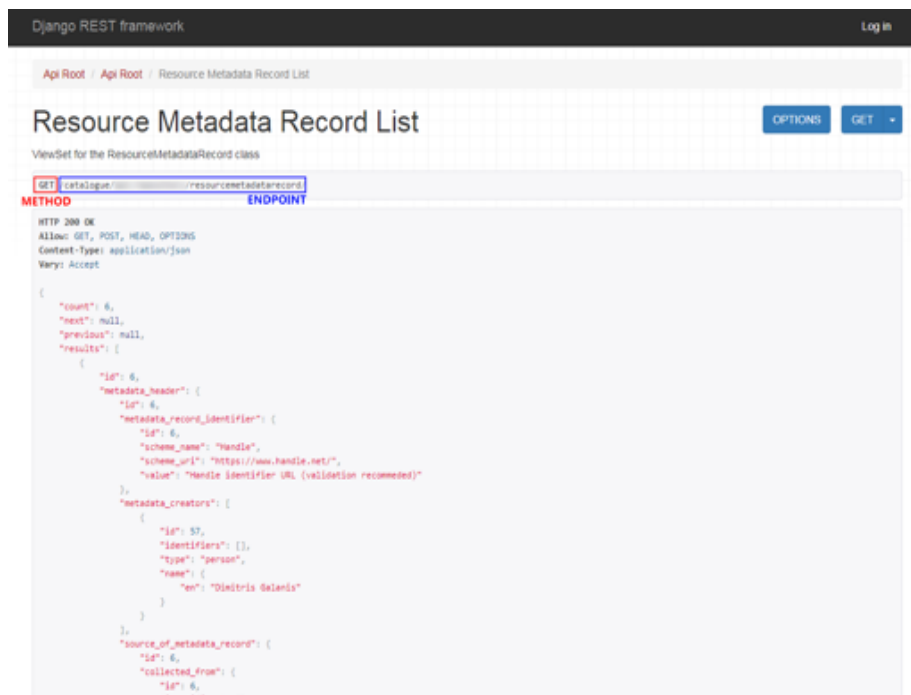 Django REST framework Log in
Api Root / Api Root / Resource Metadata Record List
Resource Metadata Record List
OPTIONS GET
ViewSet for the ResourceMetadataRecord class
GET /catalogue/ /resourcemetadatarecord/
METHOD ENDPOINT
HTTP 200 OK
Allow: GET, POST, HEAD, OPTIONS
Content-Type: application/json
Vary: Accept
{
"count": 6,
"next": null,
"previous": null,
"results": [
{
"id": 6,
"metadata_header": {
"id": 6,
"metadata_record_identifier": {
"id": 6,
"scheme_name": "Handle",
"scheme_uri": "https://www.handle.net/",
"value": "Handle identifier URL (validation recommeded)"
},
"metadata_creators": [
{
"id": 57,
"identifiers": [],
"type": "person",
"name": {
"en": "Dimitris Galanis"
}
}
],
"source_of_metadata_record": {
"id": 6,
"collected_from": {
"id": 6,